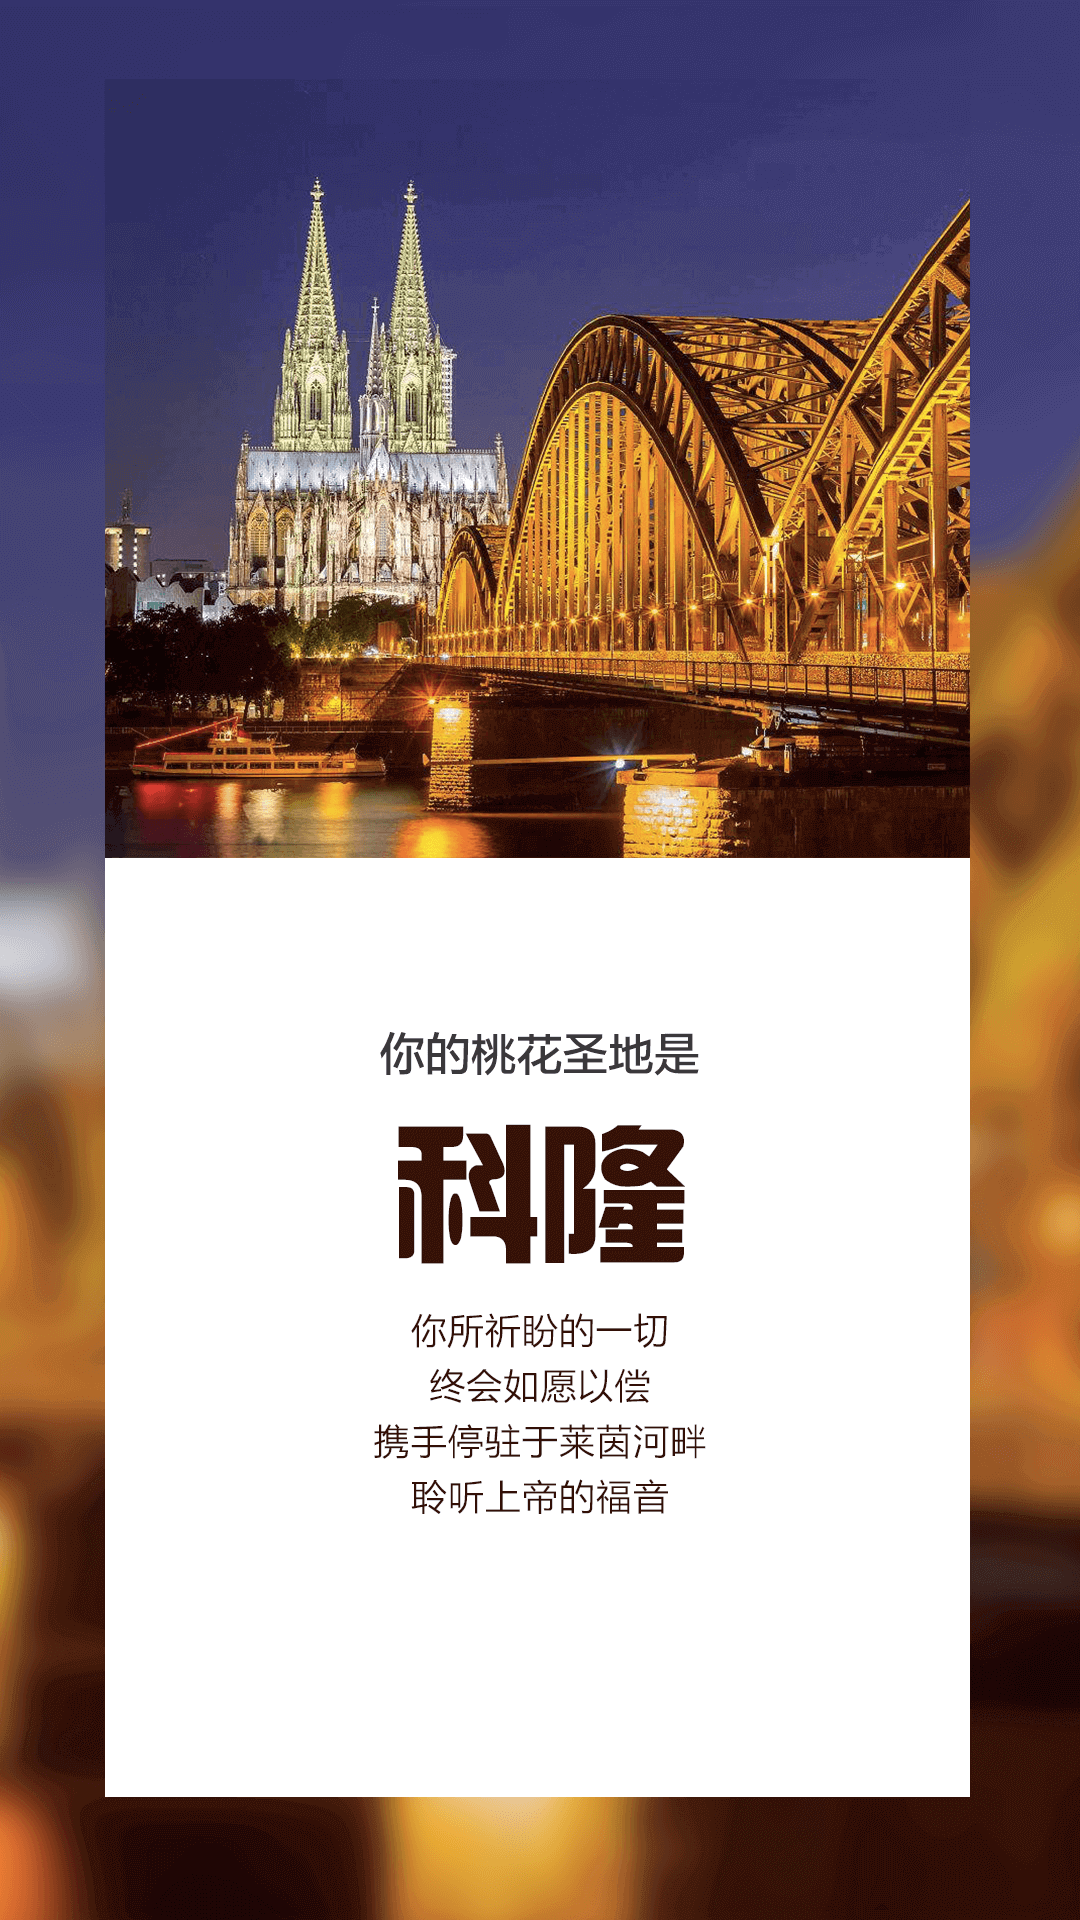 你的桃花圣地是
科隆
你所祈盼的一切
终会如愿以偿
携手停驻于莱茵河畔
聆听上帝的福音